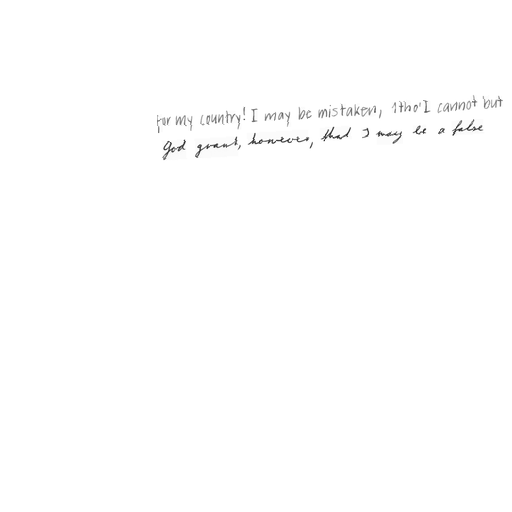 for my country! I may be mistaken, 'tho' I cannot but
God grant, however, that I may be a false